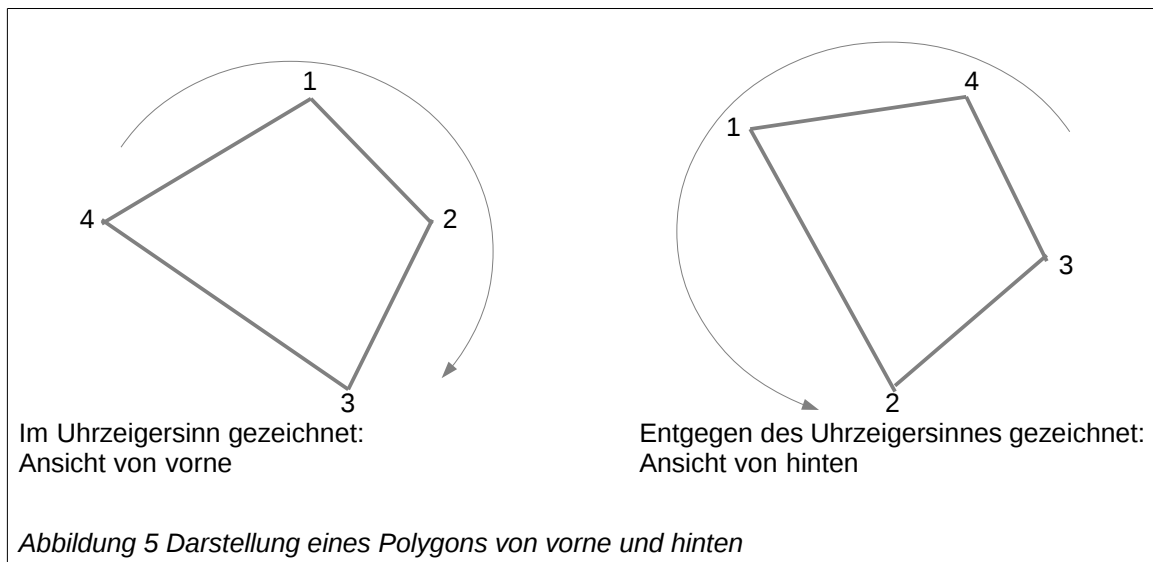 1
2
3
4
Im Uhrzeigersinn gezeichnet:
Ansicht von vorne
4
1
3
2
Entgegen des Uhrzeigersinnes gezeichnet:
Ansicht von hinten
Abbildung 5 Darstellung eines Polygons von vorne und hinten